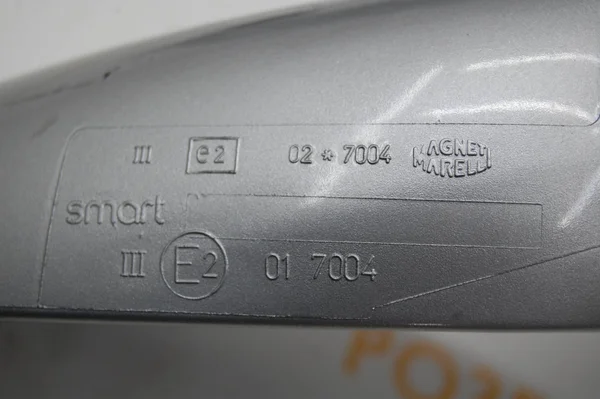 III e2 02 * 7004 MAGNETI MARELLI
smart
III E2 01 7004